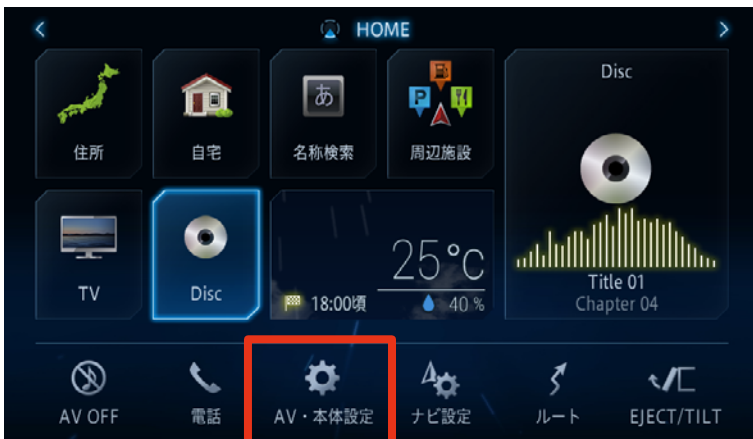 HOME
住所
自宅
あ
名称検索
P
周辺施設
Disc
TV
Disc
25°C
18:00頃
40 %
Title 01
Chapter 04
AV OFF
電話
AV・本体設定
ナビ設定
ルート
EJECT/TILT